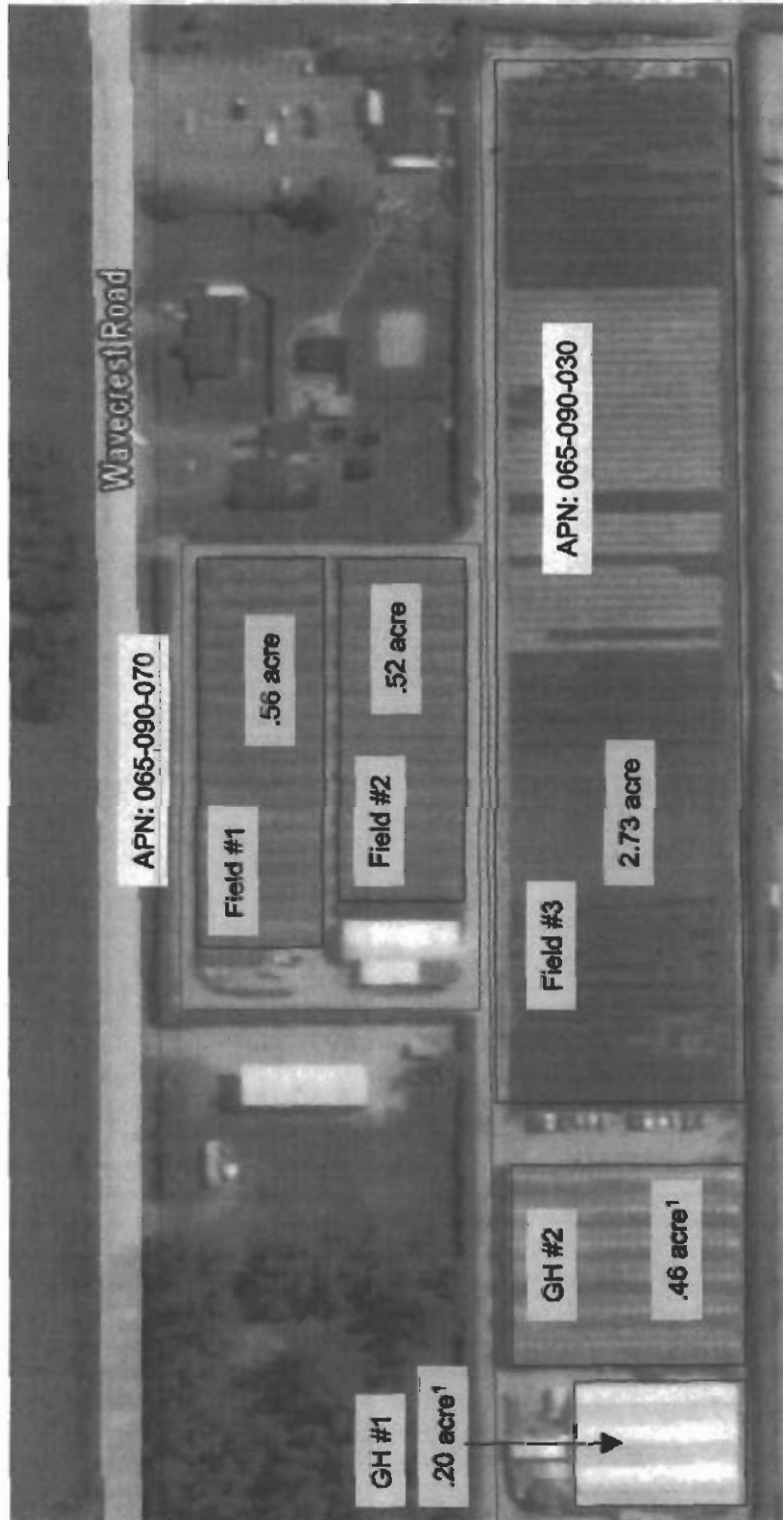 Wavecrest Road
APN: 065-090-070
Field #1
.56 acre
Field #2
.52 acre
APN: 065-090-030
Field #3
2.73 acre
GH #1
.20 acre¹
GH #2
.46 acre¹